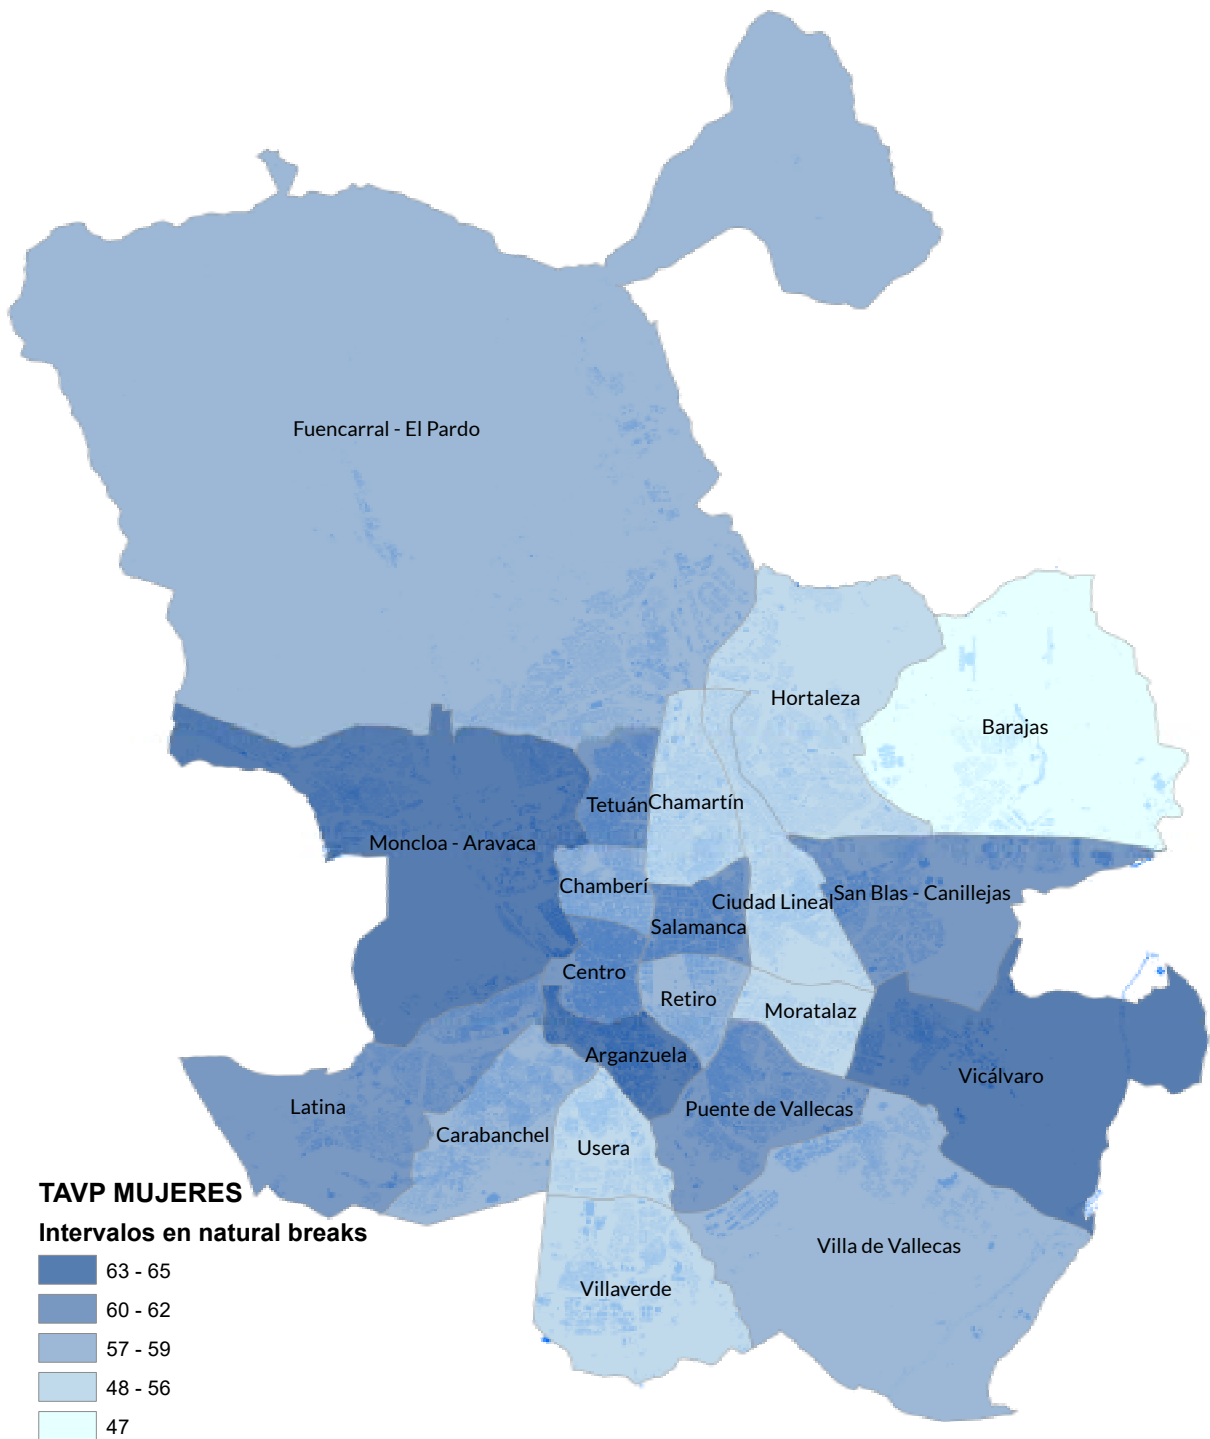 Fuencarral - El Pardo
Hortaleza
Barajas
Tetuán
Chamartín
Moncloa - Aravaca
Chamberí
San Blas - Canillejas
Ciudad Lineal
Salamanca
Centro
Retiro
Moratalaz
Arganzuela
Vicálvaro
Latina
Puente de Vallecas
Carabanchel
Usera
Villa de Vallecas
Villaverde
TAVP MUJERES
Intervalos en natural breaks
63 - 65
60 - 62
57 - 59
48 - 56
47